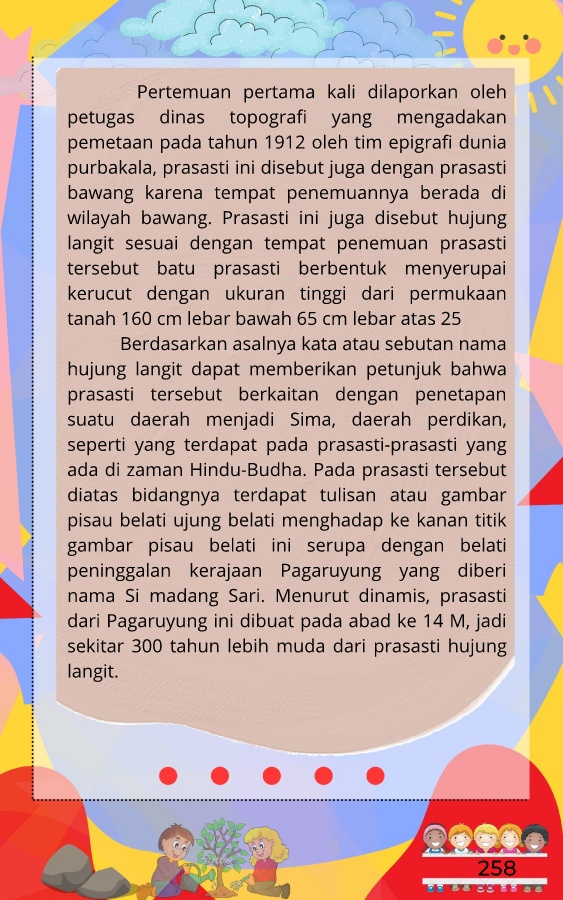 Pertemuan pertama kali dilaporkan oleh
petugas dinas topografi yang mengadakan
pemetaan pada tahun 1912 oleh tim epigrafi dunia
purbakala, prasasti ini disebut juga dengan prasasti
bawang karena tempat penemuannya berada di
wilayah bawang. Prasasti ini juga disebut hujung
langit sesuai dengan tempat penemuan prasasti
tersebut batu prasasti berbentuk menyerupai
kerucut dengan ukuran tinggi dari permukaan
tanah 160 cm lebar bawah 65 cm lebar atas 25
Berdasarkan asalnya kata atau sebutan nama
hujung langit dapat memberikan petunjuk bahwa
prasasti tersebut berkaitan dengan penetapan
suatu daerah menjadi Sima, daerah perdikan,
seperti yang terdapat pada prasasti-prasasti yang
ada di zaman Hindu-Budha. Pada prasasti tersebut
diatas bidangnya terdapat tulisan atau gambar
pisau belati ujung belati menghadap ke kanan titik
gambar pisau belati ini serupa dengan belati
peninggalan kerajaan Pagaruyung yang diberi
nama Si madang Sari. Menurut dinamis, prasasti
dari Pagaruyung ini dibuat pada abad ke 14 M, jadi
sekitar 300 tahun lebih muda dari prasasti hujung
langit.
258